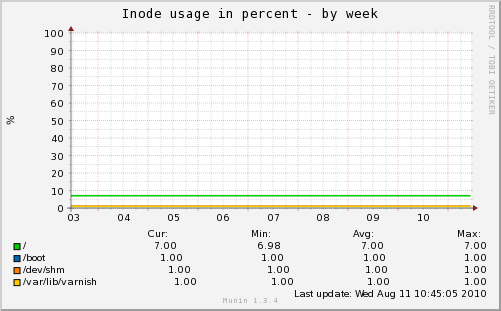 Inode usage in percent - by week
RRDTOOL / TOBI OETIKER
%
100
90
80
70
60
50
40
30
20
10
0
03 04 05 06 07 08 09 10
Cur: Min: Avg: Max:
/ 7.00 6.98 7.00 7.00
/boot 1.00 1.00 1.00 1.00
/dev/shm 1.00 1.00 1.00 1.00
/var/lib/varnish 1.00 1.00 1.00 1.00
Last update: Wed Aug 11 10:45:05 2010
Munin 1.3.4